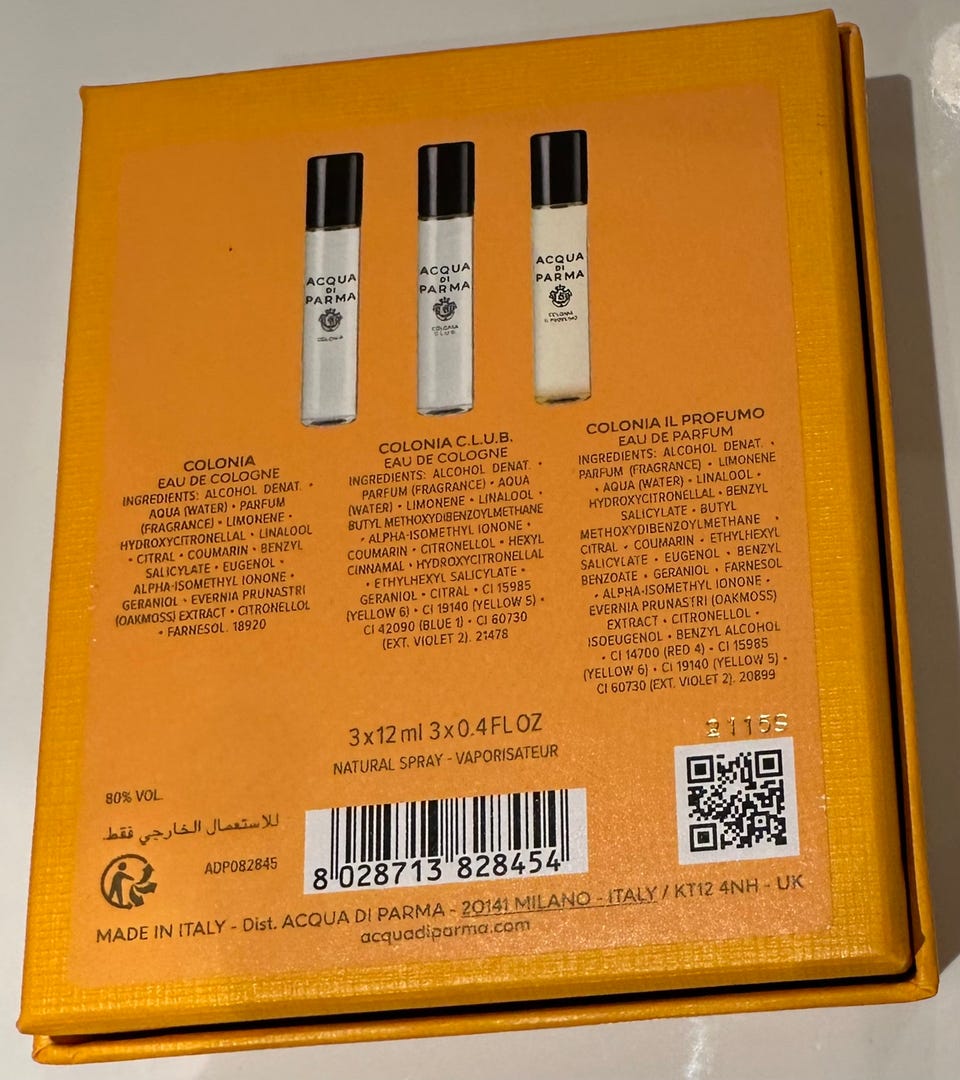 ACQUA
DI
PARMA
COLONIA
ACQUA
DI
PARMA
COLONIA
C.L.U.B.
ACQUA
DI
PARMA
COLONIA
IL PROFUMO
COLONIA
EAU DE COLOGNE
INGREDIENTS: ALCOHOL DENAT. •
AQUA (WATER) • PARFUM
(FRAGRANCE) • LIMONENE •
HYDROXYCITRONELLAL • LINALOOL
• CITRAL • COUMARIN • BENZYL
SALICYLATE • EUGENOL •
ALPHA-ISOMETHYL IONONE •
GERANIOL • EVERNIA PRUNASTRI
(OAKMOSS) EXTRACT • CITRONELLOL
• FARNESOL. 18920
COLONIA C.L.U.B.
EAU DE COLOGNE
INGREDIENTS: ALCOHOL DENAT. •
PARFUM (FRAGRANCE) • AQUA
(WATER) • LIMONENE • LINALOOL •
BUTYL METHOXYDIBENZOYLMETHANE
• ALPHA-ISOMETHYL IONONE •
COUMARIN • CITRONELLOL • HEXYL
CINNAMAL • HYDROXYCITRONELLAL
• ETHYLHEXYL SALICYLATE •
GERANIOL • CITRAL • CI 15985
(YELLOW 6) • CI 19140 (YELLOW 5) •
CI 42090 (BLUE 1) • CI 60730
(EXT. VIOLET 2). 21478
COLONIA IL PROFUMO
EAU DE PARFUM
INGREDIENTS: ALCOHOL DENAT. •
PARFUM (FRAGRANCE) • LIMONENE
• AQUA (WATER) • LINALOOL •
HYDROXYCITRONELLAL • BENZYL
SALICYLATE • BUTYL
METHOXYDIBENZOYLMETHANE •
CITRAL • COUMARIN • ETHYLHEXYL
SALICYLATE • EUGENOL • BENZYL
BENZOATE • GERANIOL • FARNESOL
• ALPHA-ISOMETHYL IONONE •
EVERNIA PRUNASTRI (OAKMOSS)
EXTRACT • CITRONELLOL •
ISOEUGENOL • BENZYL ALCOHOL
• CI 14700 (RED 4) • CI 15985
(YELLOW 6) • CI 19140 (YELLOW 5) •
CI 60730 (EXT. VIOLET 2). 20899
3x12 ml 3x0.4 FL OZ
NATURAL SPRAY - VAPORISATEUR
2115S
80% VOL.
للاستعمال الخارجي فقط.
ADP082845
8 028713 828454
MADE IN ITALY - Dist. ACQUA DI PARMA - 20141 MILANO - ITALY / KT12 4NH - UK
acquadiparma.com